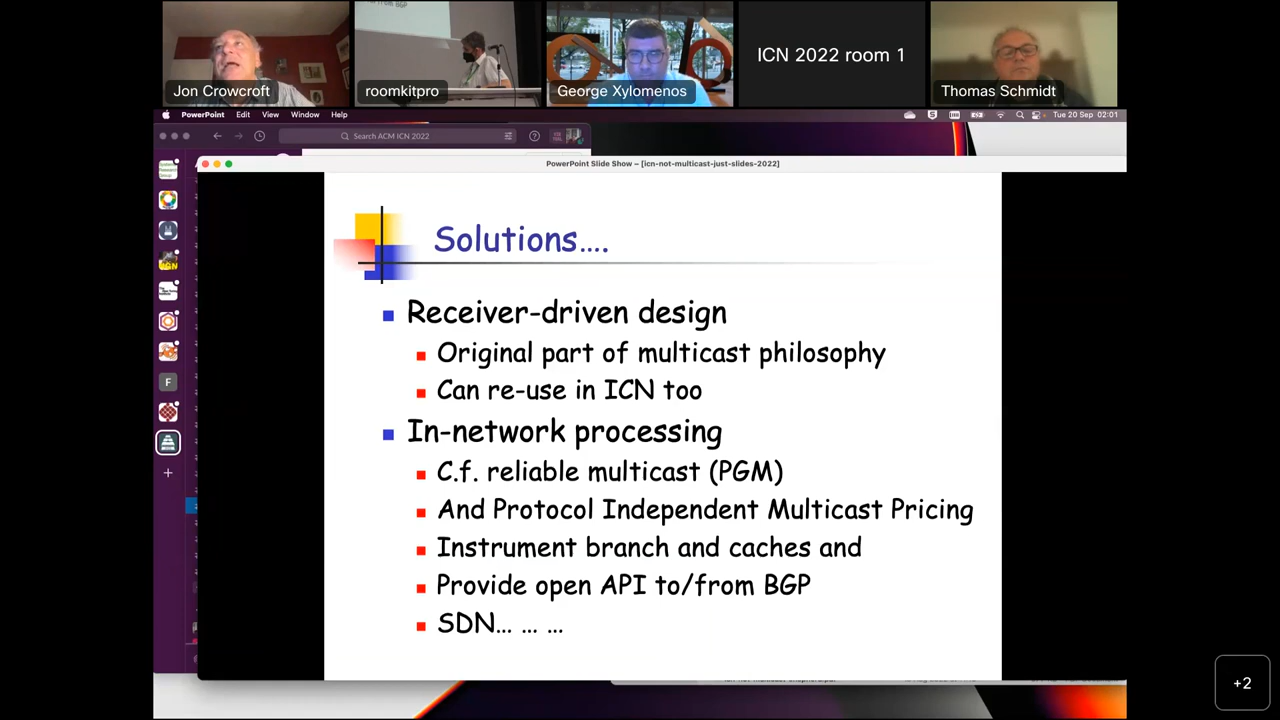 from BGP
ICN 2022 room 1
Jon Crowcroft
roomkitpro
George Xylomenos
Thomas Schmidt
PowerPoint Edit View Window Help
Tue 20 Sep 02:01
Search ACM ICN 2022
PowerPoint Slide Show – [icn-not-multicast-just-slides-2022]
Solutions....
Receiver-driven design
Original part of multicast philosophy
Can re-use in ICN too
In-network processing
C.f. reliable multicast (PGM)
And Protocol Independent Multicast Pricing
Instrument branch and caches and
Provide open API to/from BGP
SDN... ... ...
F
+
+2